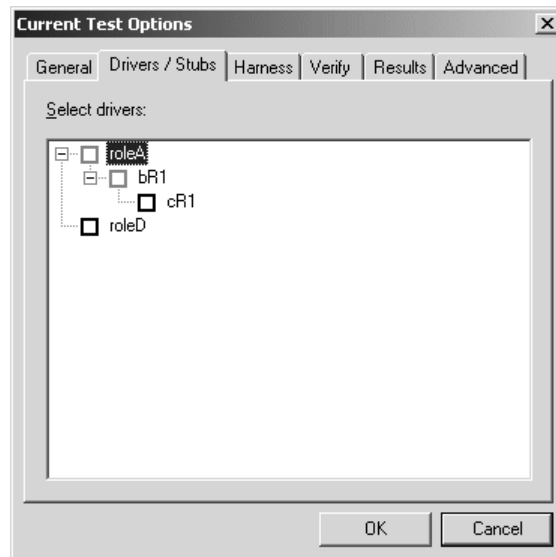 Current Test Options
General Drivers / Stubs Harness Verify Results Advanced
Select drivers:
roleA
bR1
cR1
roleD
OK Cancel